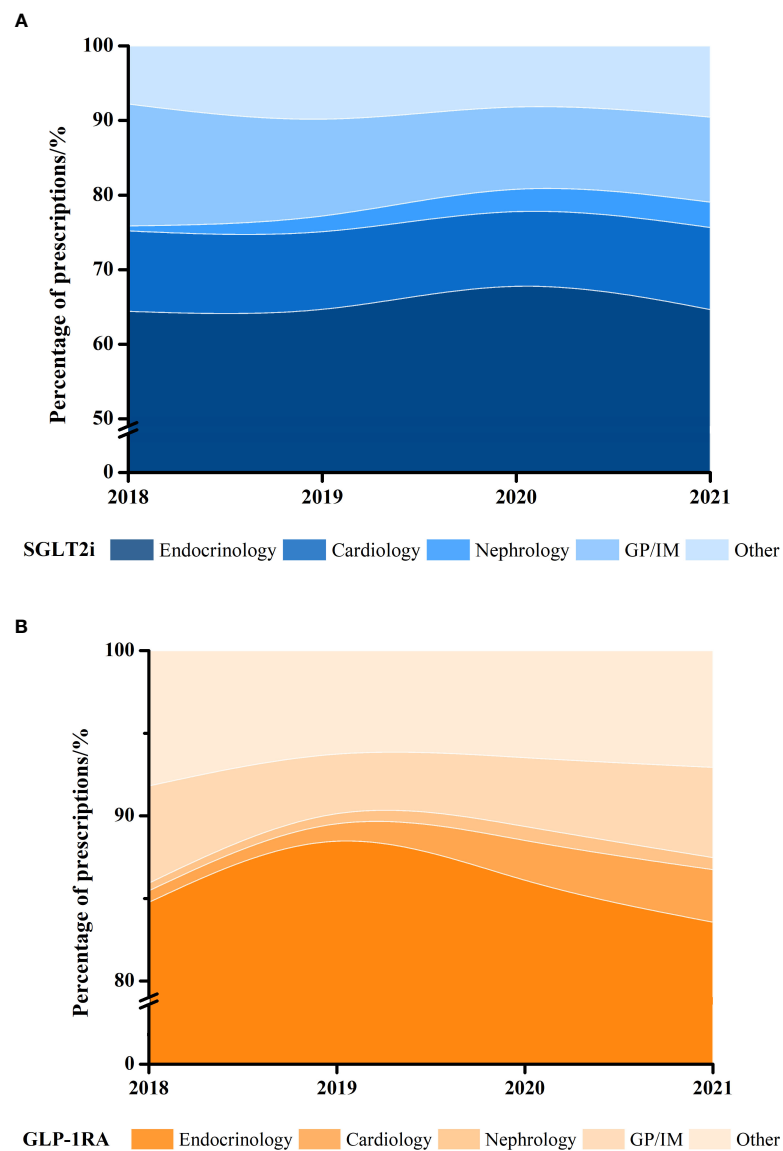 A
100
90
80
70
60
50
0
Percentage of prescriptions/%
2018 2019 2020 2021
SGLT2i Endocrinology Cardiology Nephrology GP/IM Other
B
100
90
80
0
Percentage of prescriptions/%
2018 2019 2020 2021
GLP-1RA Endocrinology Cardiology Nephrology GP/IM Other